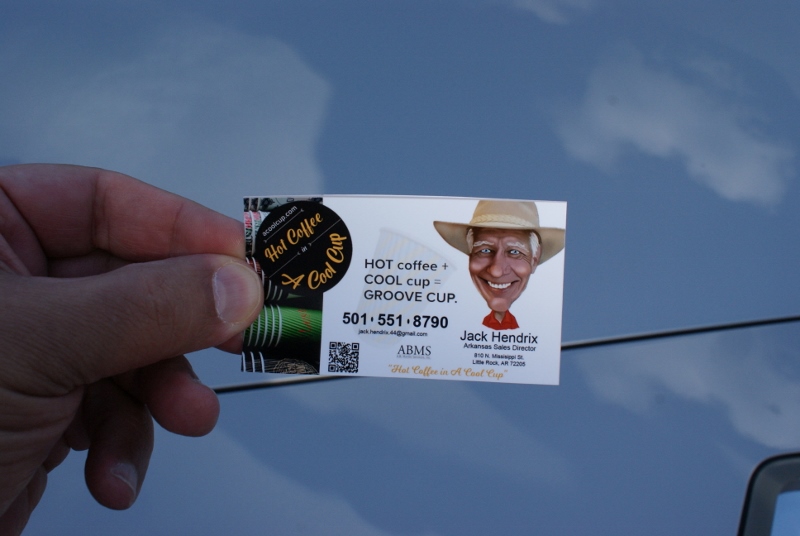 acoolcup.com
Hot Coffee
in
A Cool Cup
HOT coffee +
COOL cup =
GROOVE CUP.
501•551•8790
jack.hendrix.44@gmail.com
ABMS
Jack Hendrix
Arkansas Sales Director
810 N. Mississippi St.
Little Rock, AR 72205
"Hot Coffee in A Cool Cup"